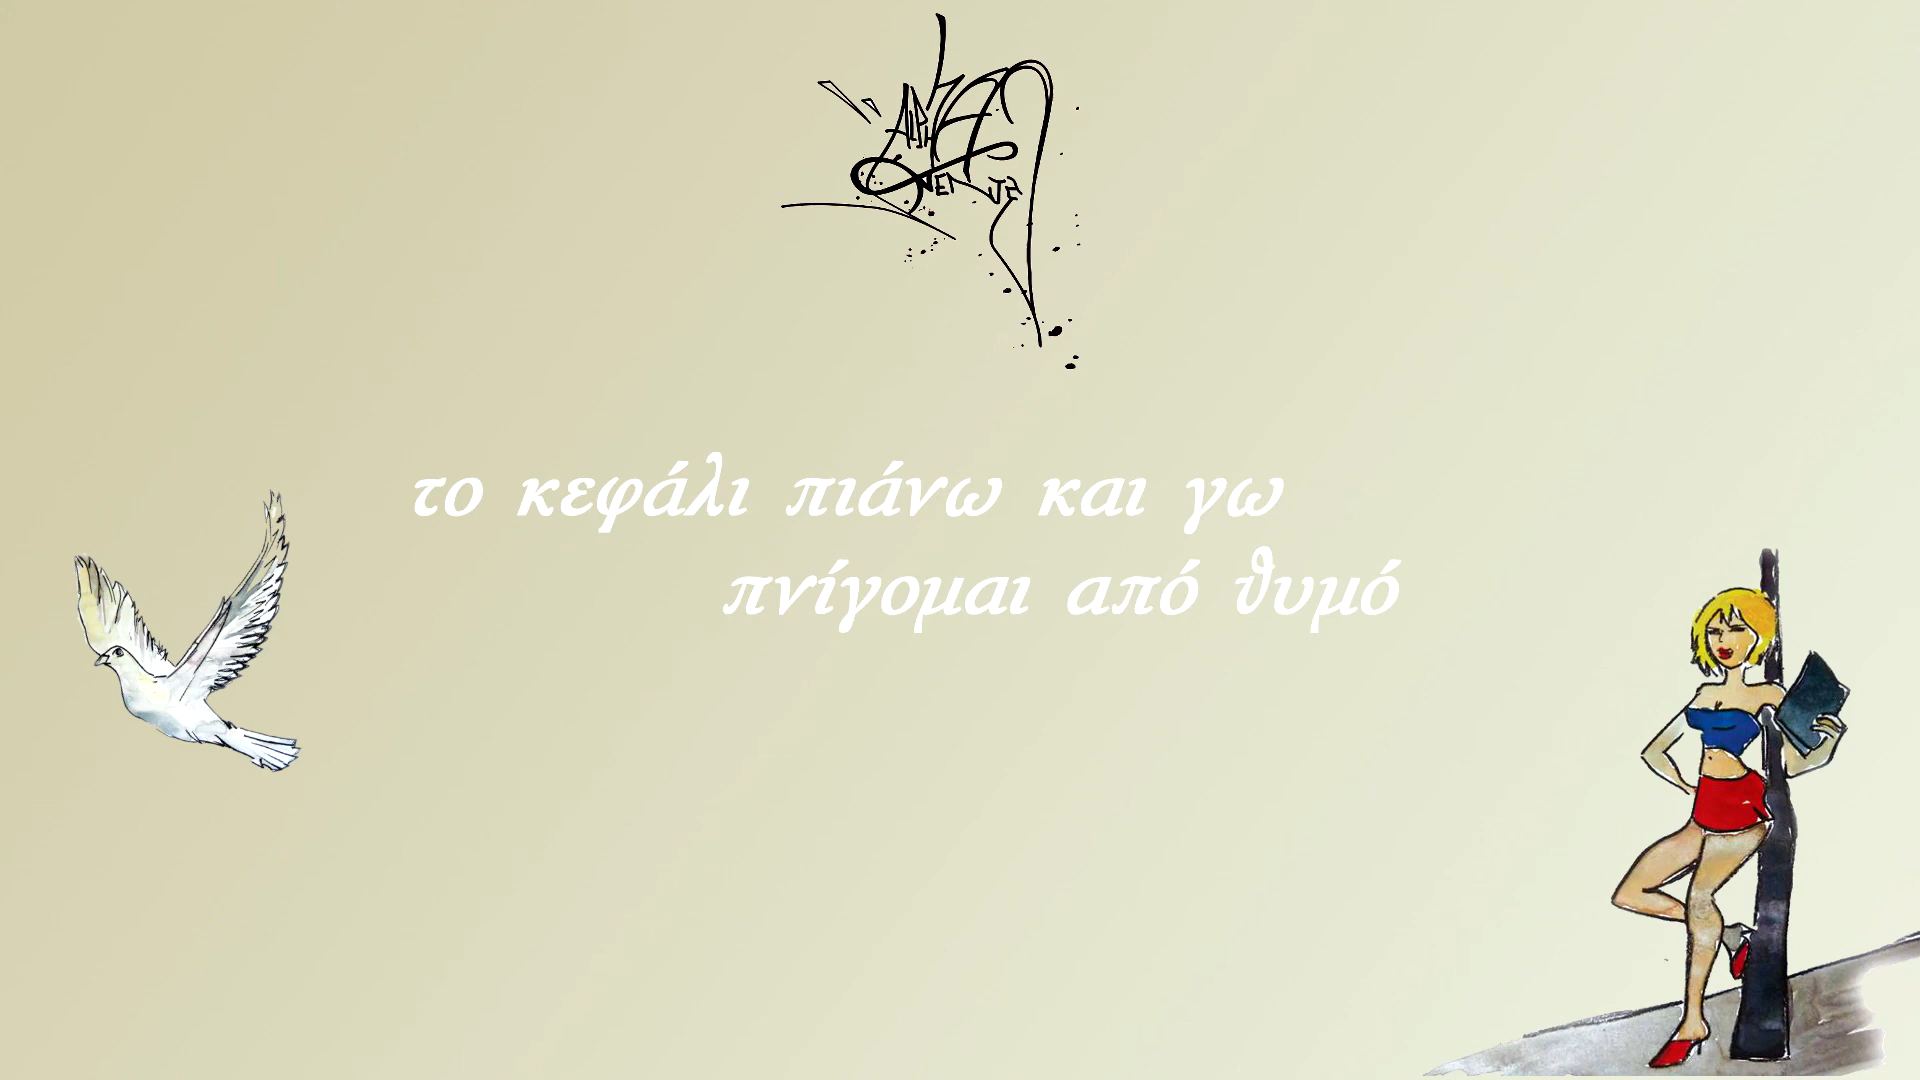 το κεφάλι πιάνω και γω
πνίγομαι από θυμό